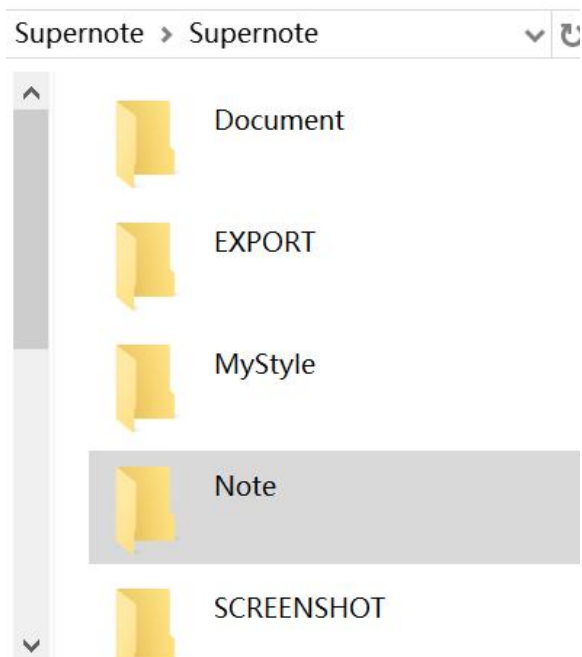 Supernote > Supernote
Document
EXPORT
MyStyle
Note
SCREENSHOT